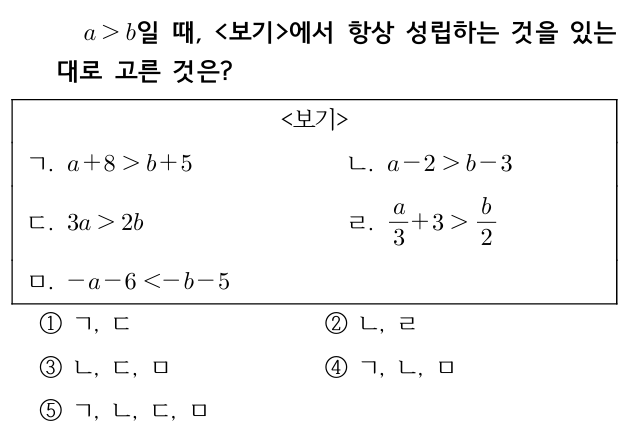 a > b일 때, <보기>에서 항상 성립하는 것을 있는
대로 고른 것은?
<보기>
ㄱ. a+8 > b+5 ㄴ. a−2 > b−3
ㄷ. 3a > 2b ㄹ. a/3+3 > b/2
ㅁ. −a−6 <−b−5
① ㄱ, ㄷ ② ㄴ, ㄹ
③ ㄴ, ㄷ, ㅁ ④ ㄱ, ㄴ, ㅁ
⑤ ㄱ, ㄴ, ㄷ, ㅁ